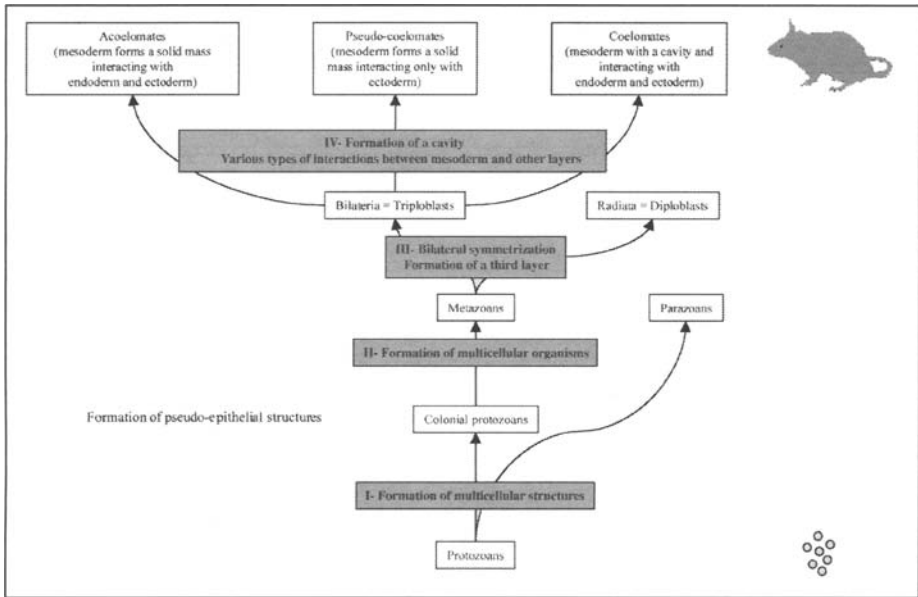 Acoelomates
(mesoderm forms a solid mass
interacting with
endoderm and ectoderm)
Pseudo-coelomates
(mesoderm forms a solid
mass interacting only with
ectoderm)
Coelomates
(mesoderm with a cavity and
interacting with
endoderm and ectoderm)
IV- Formation of a cavity
Various types of interactions between mesoderm and other layers
Bilateria = Triploblasts
Radiata = Diploblasts
III- Bilateral symmetrization
Formation of a third layer
Metazoans
Parazoans
II- Formation of multicellular organisms
Formation of pseudo-epithelial structures
Colonial protozoans
I- Formation of multicellular structures
Protozoans